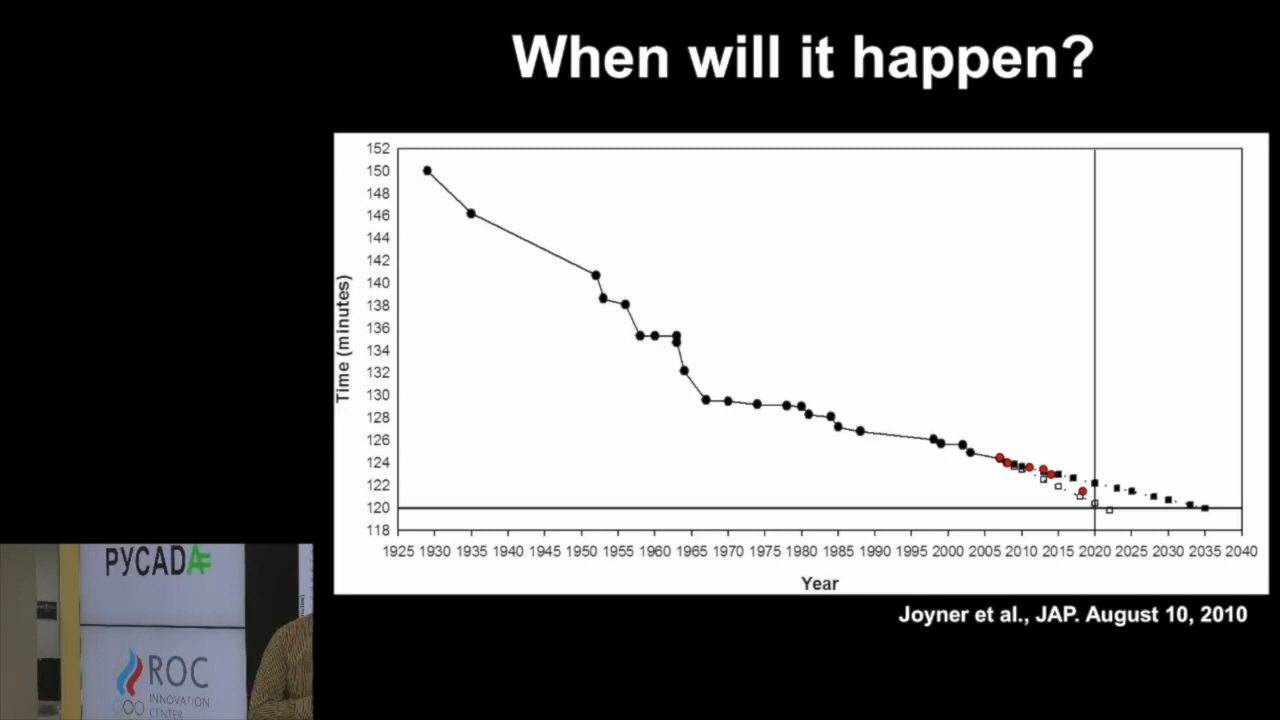 When will it happen?
152
150
148
146
144
142
140
138
136
134
132
130
128
126
124
122
120
118
Time (minutes)
1925 1930 1935 1940 1945 1950 1955 1960 1965 1970 1975 1980 1985 1990 1995 2000 2005 2010 2015 2020 2025 2030 2035 2040
Year
Joyner et al., JAP. August 10, 2010
РУСАДА
ROC
INNOVATION
CENTER